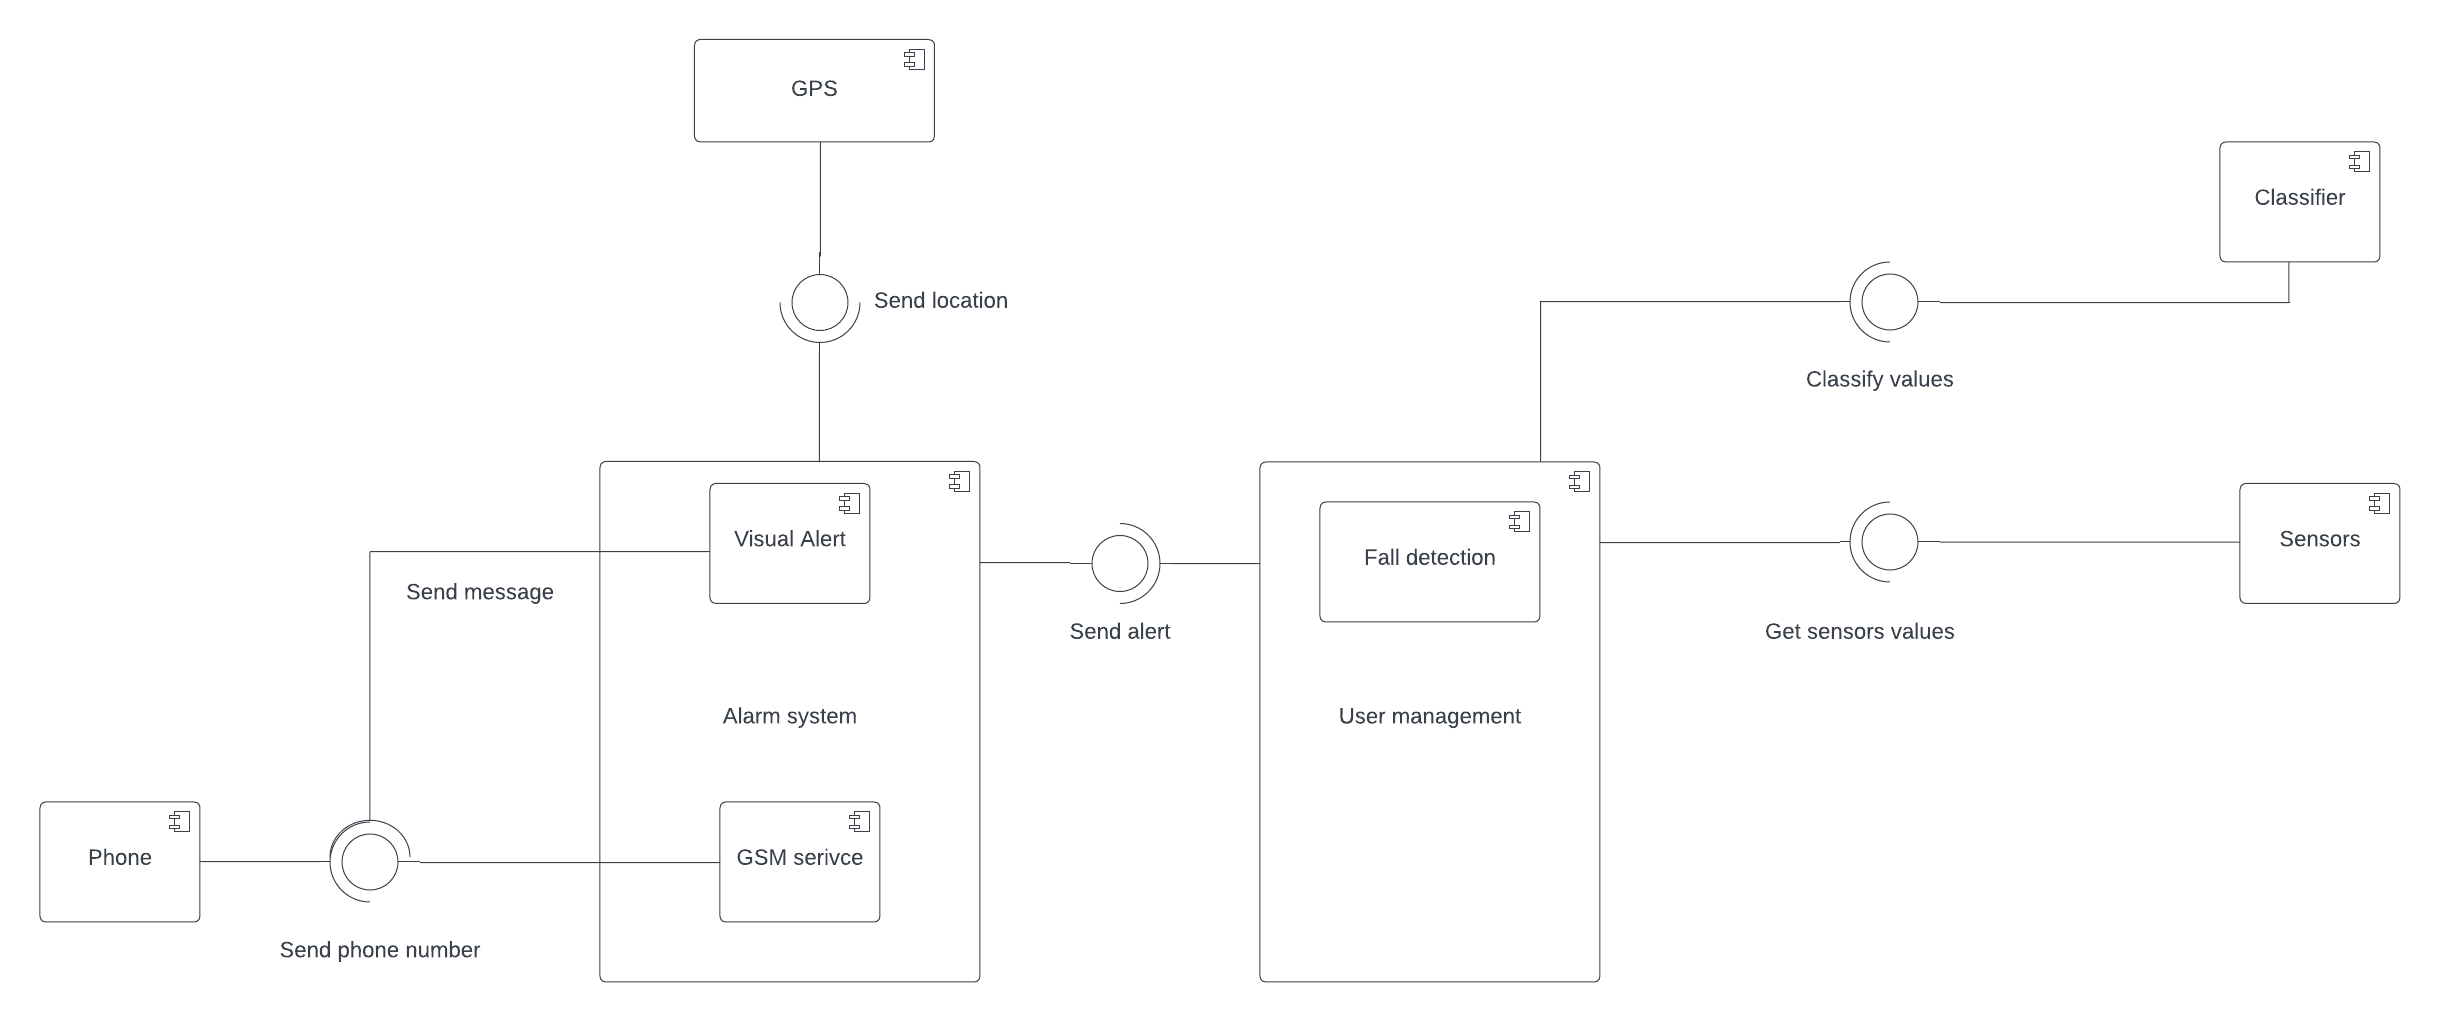 GPS
Classifier
Send location
Classify values
Visual Alert
Fall detection
Sensors
Send message
Send alert
Get sensors values
Alarm system
User management
Phone
GSM serivce
Send phone number